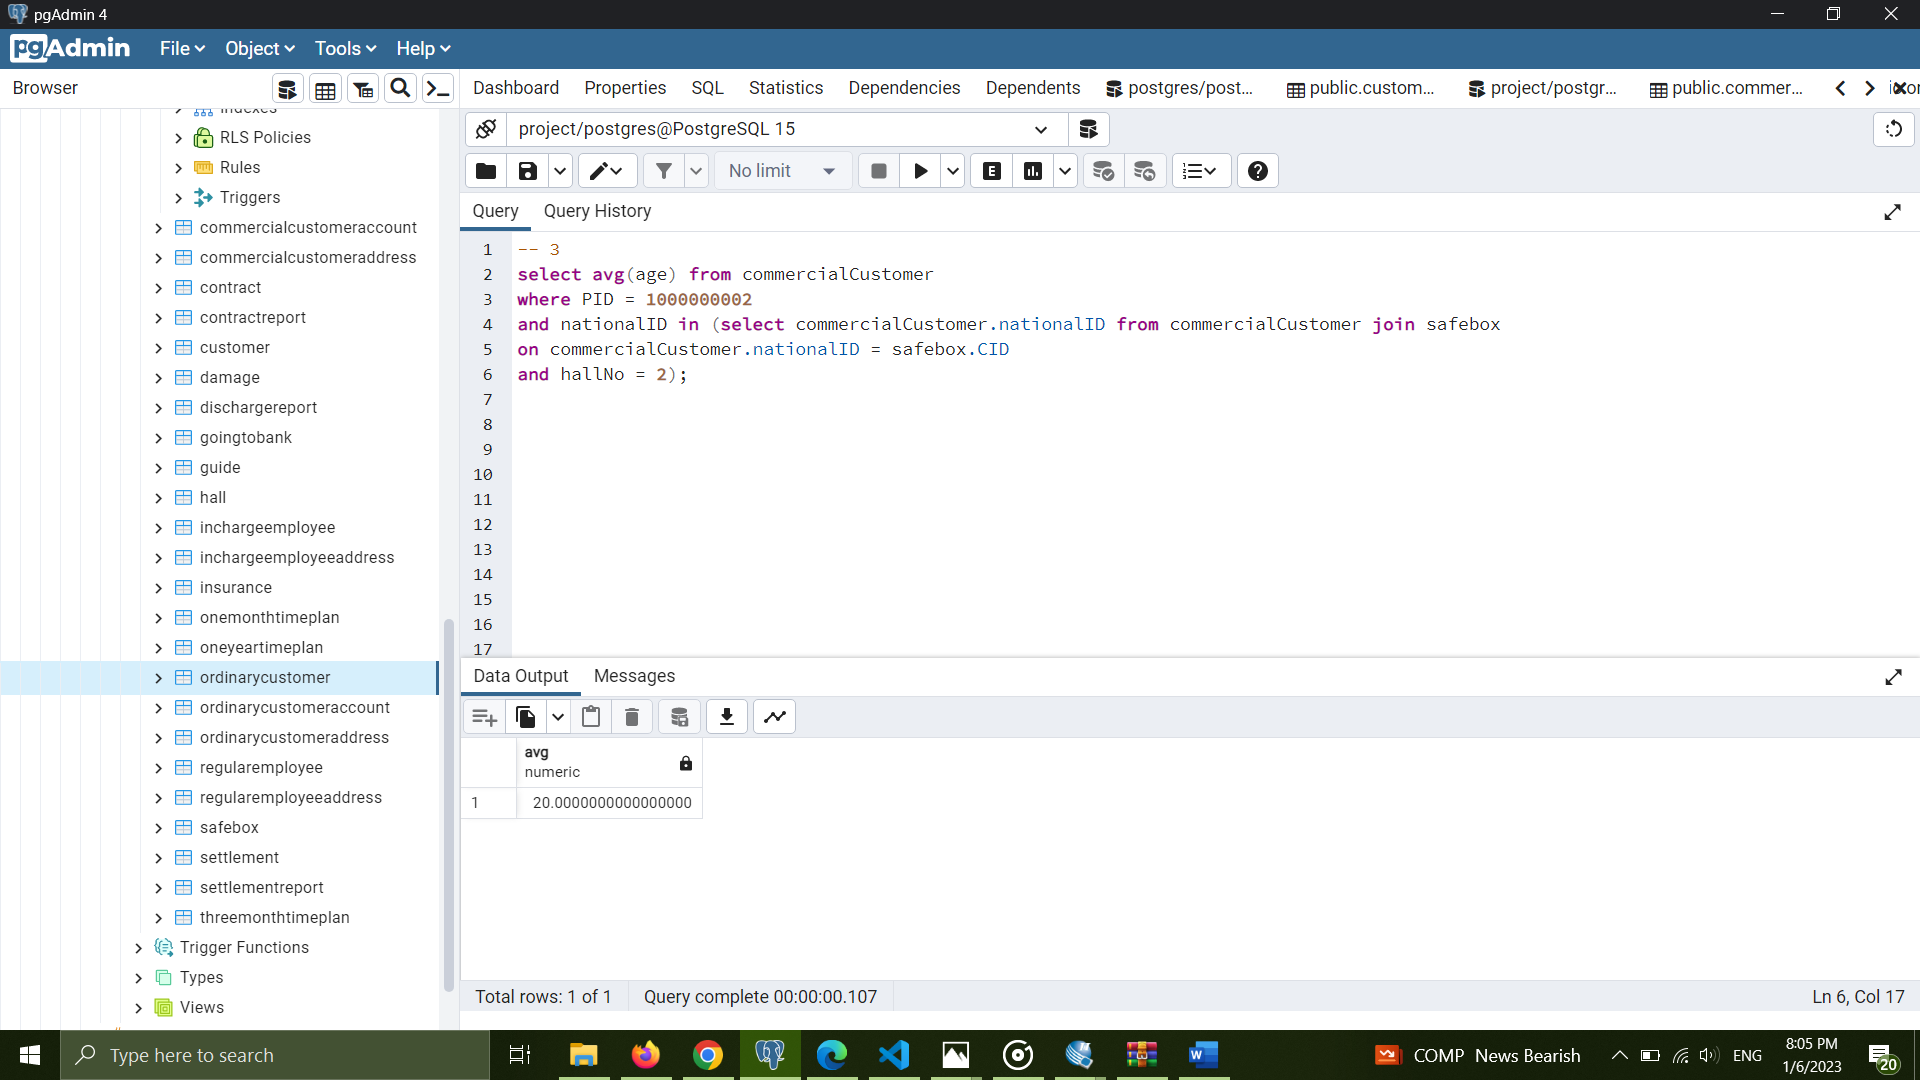 pgAdmin 4
pgAdmin File Object Tools Help
Browser
Dashboard Properties SQL Statistics Dependencies Dependents postgres/post... public.custom... project/postgr... public.commer...
project/postgres@PostgreSQL 15
No limit
Query Query History
1 -- 3
2 select avg(age) from commercialCustomer
3 where PID = 1000000002
4 and nationalID in (select commercialCustomer.nationalID from commercialCustomer join safebox
5 on commercialCustomer.nationalID = safebox.CID
6 and hallNo = 2);
7
8
9
10
11
12
13
14
15
16
17
Indexes
RLS Policies
Rules
Triggers
commercialcustomeraccount
commercialcustomeraddress
contract
contractreport
customer
damage
dischargereport
goingtobank
guide
hall
inchargeemployee
inchargeemployeeaddress
insurance
onemonthtimeplan
oneyeartimeplan
ordinarycustomer
ordinarycustomeraccount
ordinarycustomeraddress
regularemployee
regularemployeeaddress
safebox
settlement
settlementreport
threemonthtimeplan
Trigger Functions
Types
Views
Data Output Messages
avg
numeric
1 20.0000000000000000
Total rows: 1 of 1 Query complete 00:00:00.107 Ln 6, Col 17
Type here to search
COMP News Bearish
ENG
8:05 PM
1/6/2023
20